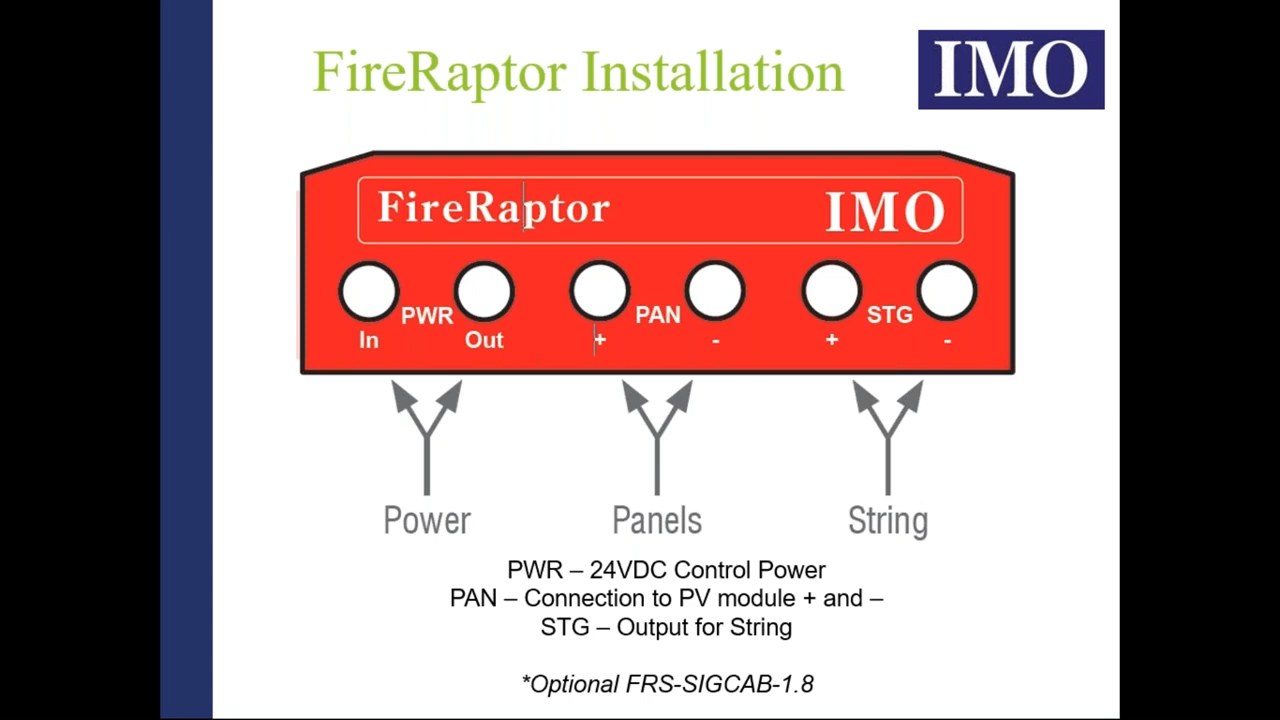 FireRaptor Installation
IMO
FireRaptor IMO
PWR PAN STG
In Out + - + -
Power Panels String
PWR – 24VDC Control Power
PAN – Connection to PV module + and –
STG – Output for String
*Optional FRS-SIGCAB-1.8